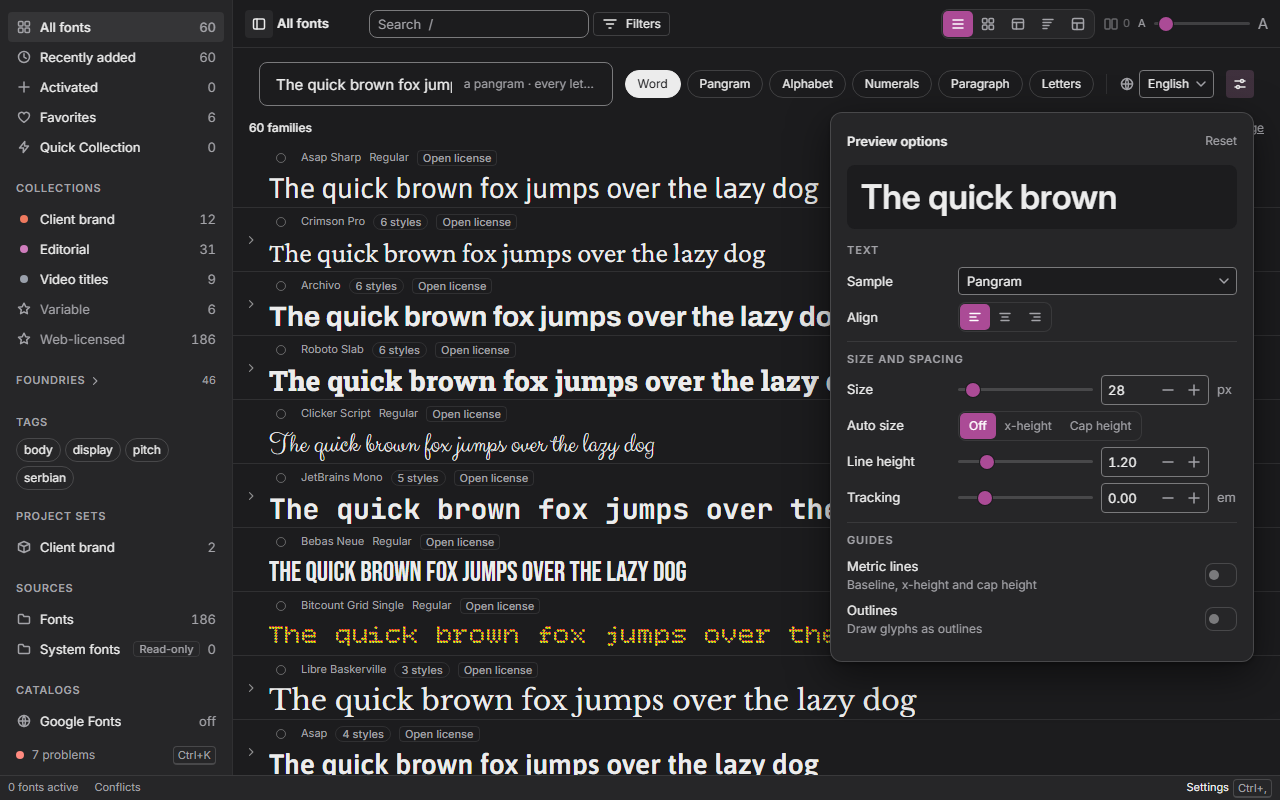 All fonts 60
Recently added 60
Activated 0
Favorites 6
Quick Collection 0
COLLECTIONS
Client brand 12
Editorial 31
Video titles 9
Variable 6
Web-licensed 186
FOUNDRIES 46
TAGS
body display pitch
serbian
PROJECT SETS
Client brand 2
SOURCES
Fonts 186
System fonts Read-only 0
CATALOGS
Google Fonts off
7 problems Ctrl+K
All fonts Search / Filters 0 A A
The quick brown fox jump a pangram · every let… Word Pangram Alphabet Numerals Paragraph Letters English
60 families
Asap Sharp Regular Open license
The quick brown fox jumps over the lazy dog
Crimson Pro 6 styles Open license
The quick brown fox jumps over the lazy dog
Archivo 6 styles Open license
The quick brown fox jumps over the lazy do
Roboto Slab 6 styles Open license
The quick brown fox jumps over the lazy
Clicker Script Regular Open license
The quick brown fox jumps over the lazy dog
JetBrains Mono 5 styles Open license
The quick brown fox jumps over the
Bebas Neue Regular Open license
THE QUICK BROWN FOX JUMPS OVER THE LAZY DOG
Bitcount Grid Single Regular Open license
The quick brown fox jumps over the
Libre Baskerville 3 styles Open license
The quick brown fox jumps over the lazy dog
Asap 4 styles Open license
The quick brown fox jumps over the lazy dog
Preview options Reset
The quick brown
TEXT
Sample Pangram
Align
SIZE AND SPACING
Size 28 px
Auto size Off x-height Cap height
Line height 1.20
Tracking 0.00 em
GUIDES
Metric lines
Baseline, x-height and cap height
Outlines
Draw glyphs as outlines
0 fonts active Conflicts Settings Ctrl+,